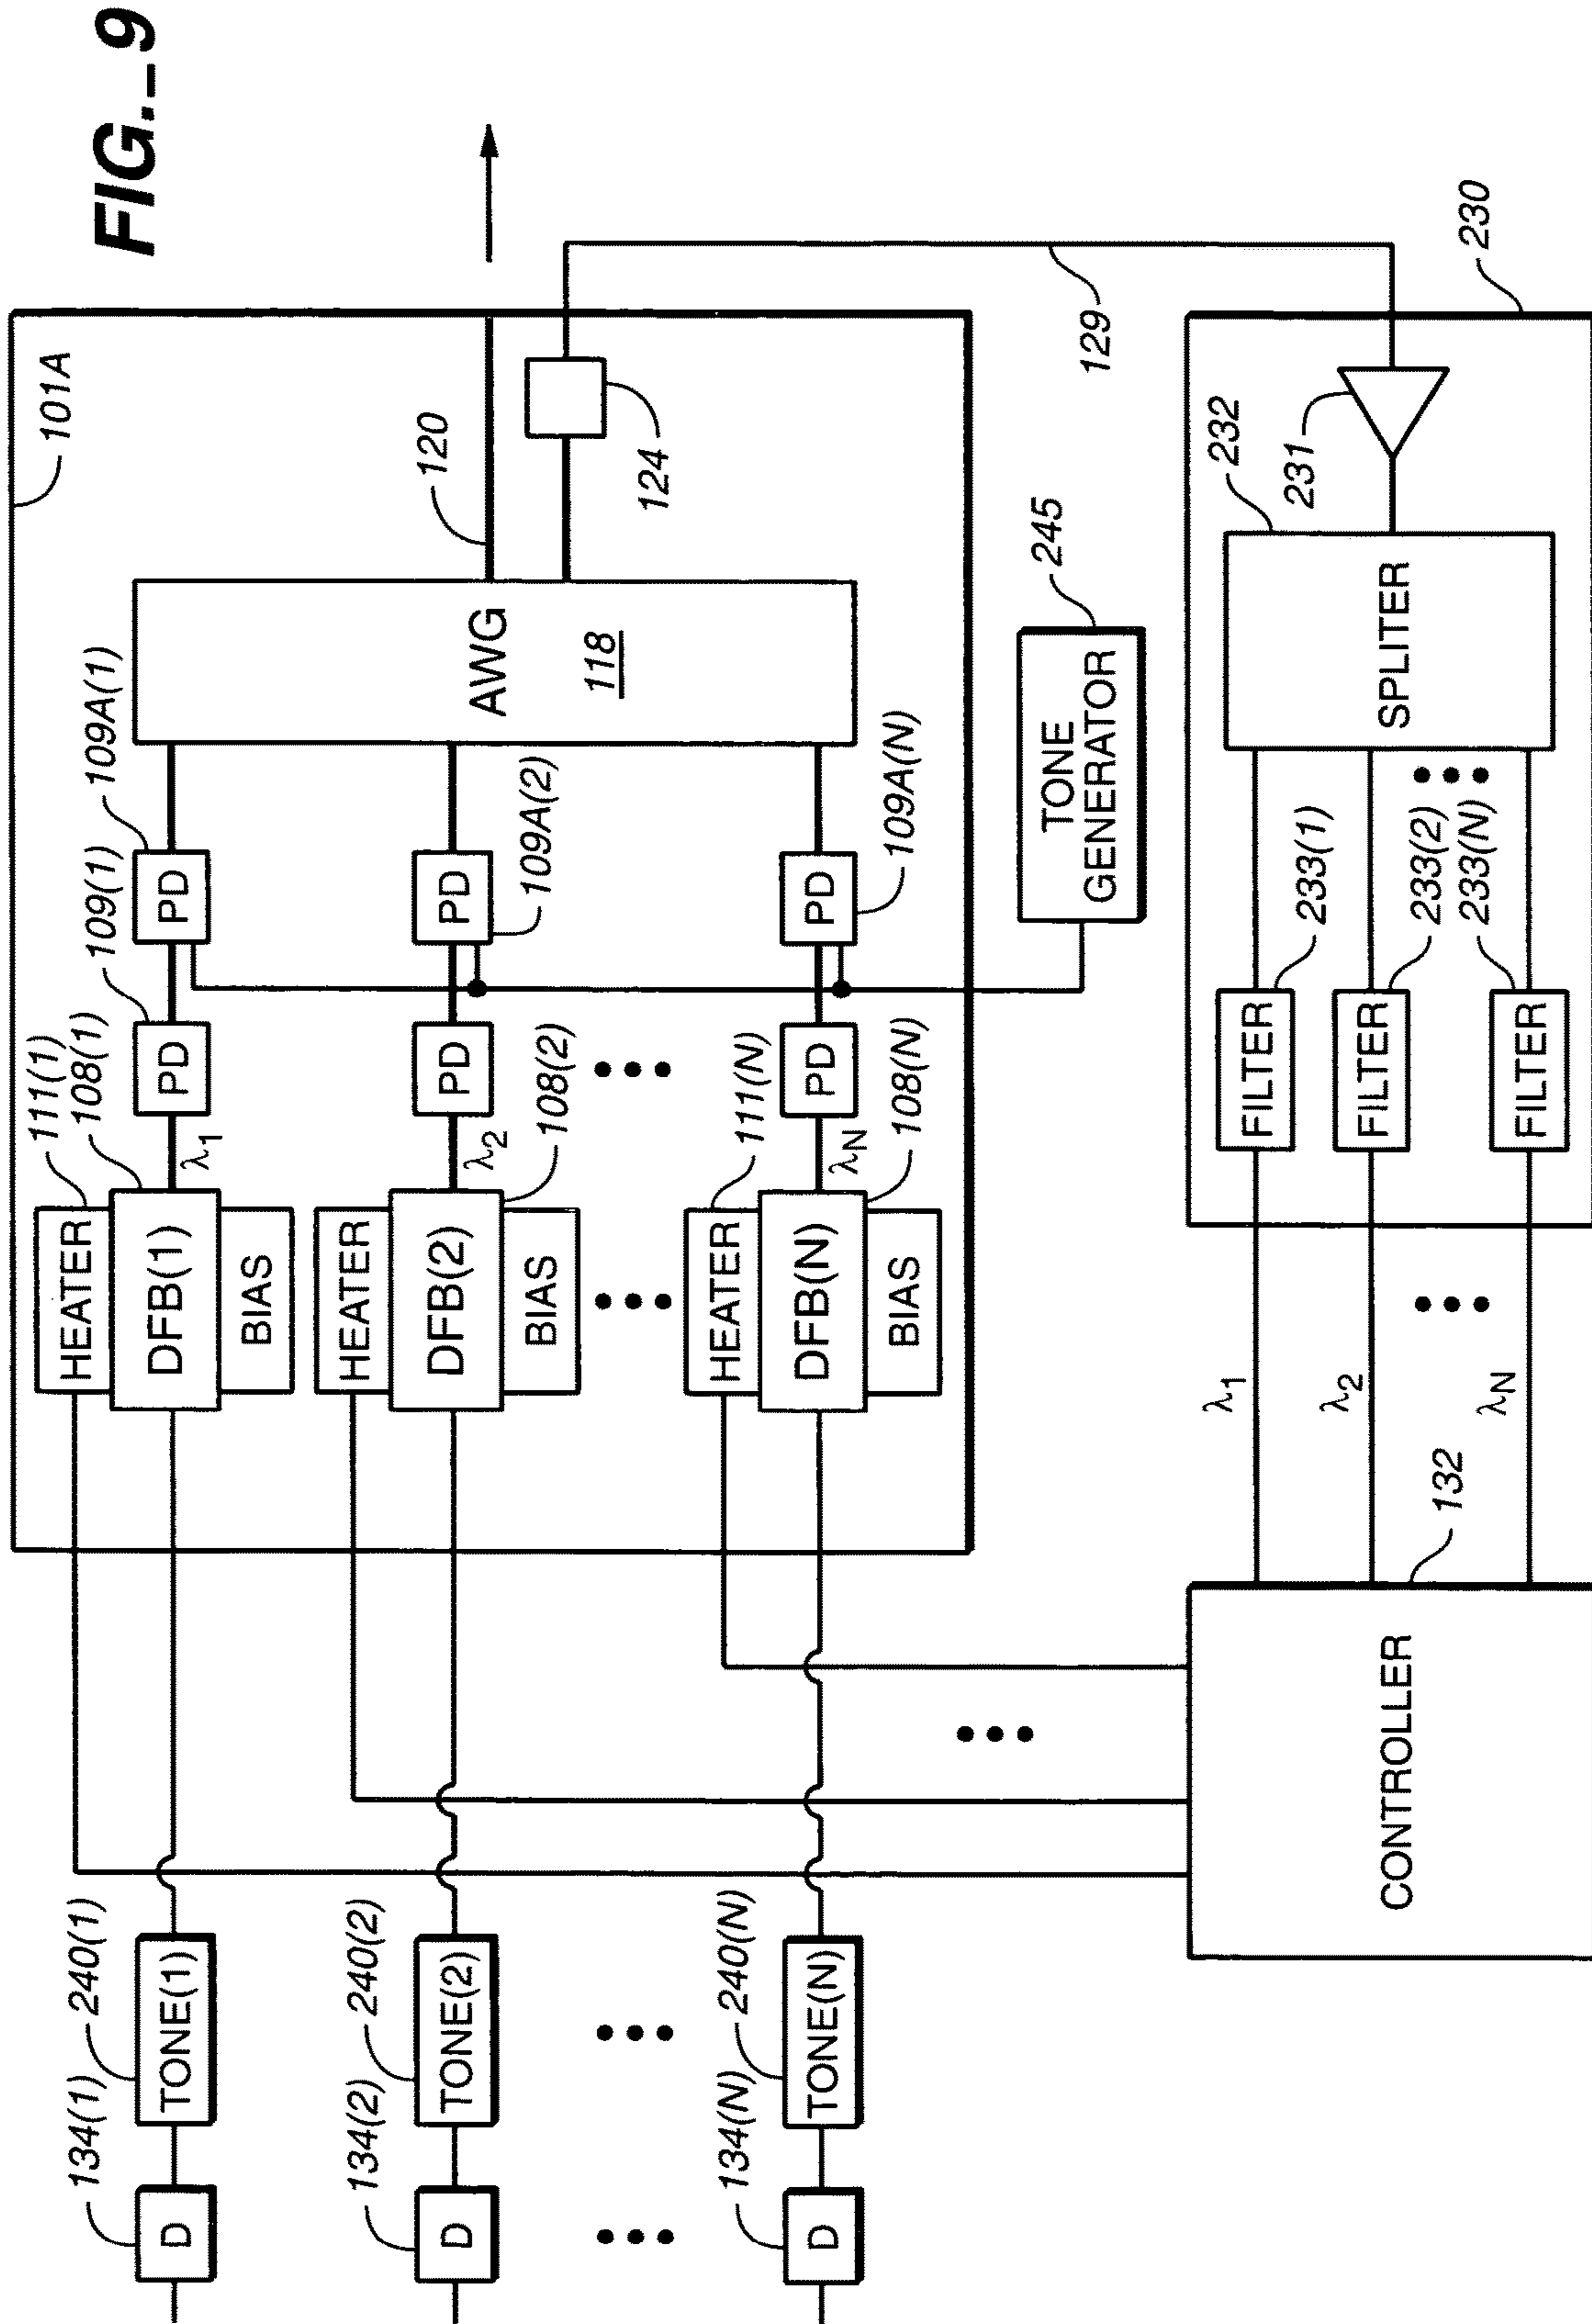 FIG._9
101A
111(1)
108(1)
109(1)
109A(1)
HEATER
DFB(1)
BIAS
λ1
PD
PD
134(1)
240(1)
D
TONE(1)
120
AWG
118
124
HEATER
DFB(2)
BIAS
λ2
PD
PD
108(2)
109A(2)
134(2)
240(2)
D
TONE(2)
111(N)
HEATER
DFB(N)
BIAS
λN
PD
PD
108(N)
109A(N)
134(N)
240(N)
D
TONE(N)
TONE
GENERATOR
245
129
230
232
231
SPLITER
FILTER
233(1)
FILTER
233(2)
FILTER
233(N)
λ1
λ2
λN
132
CONTROLLER